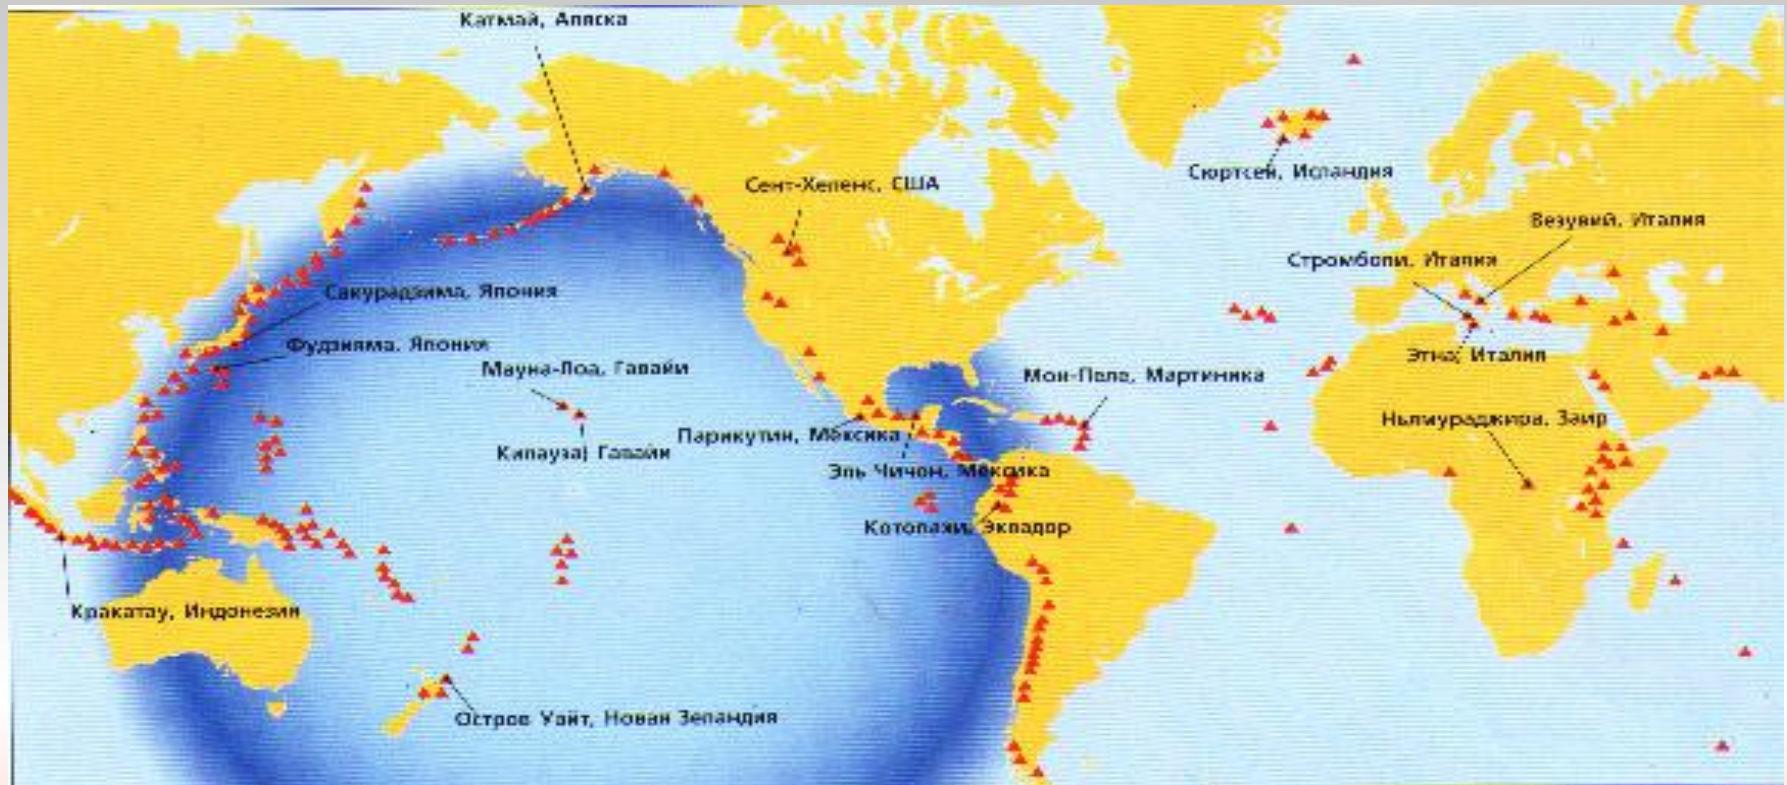 Катмай, Аляска
Сент-Хеленс, США
Сюртсей, Исландия
Везувий, Италия
Стромболи, Италия
Сакурадзима, Япония
Фудзияма, Япония
Этна, Италия
Мауна-Лоа, Гавайи
Мон-Пеле, Мартиника
Ньямураджира, Заир
Парикутин, Мексика
Килауэа, Гавайи
Эль Чичон, Мексика
Котопахи, Эквадор
Кракатау, Индонезия
Остров Уайт, Новая Зеландия